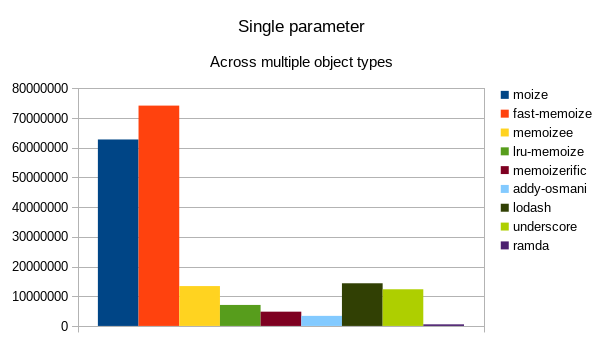 Single parameter
Across multiple object types
80000000
70000000
60000000
50000000
40000000
30000000
20000000
10000000
0
moize
fast-memoize
memoizee
lru-memoize
memoizerific
addy-osmani
lodash
underscore
ramda